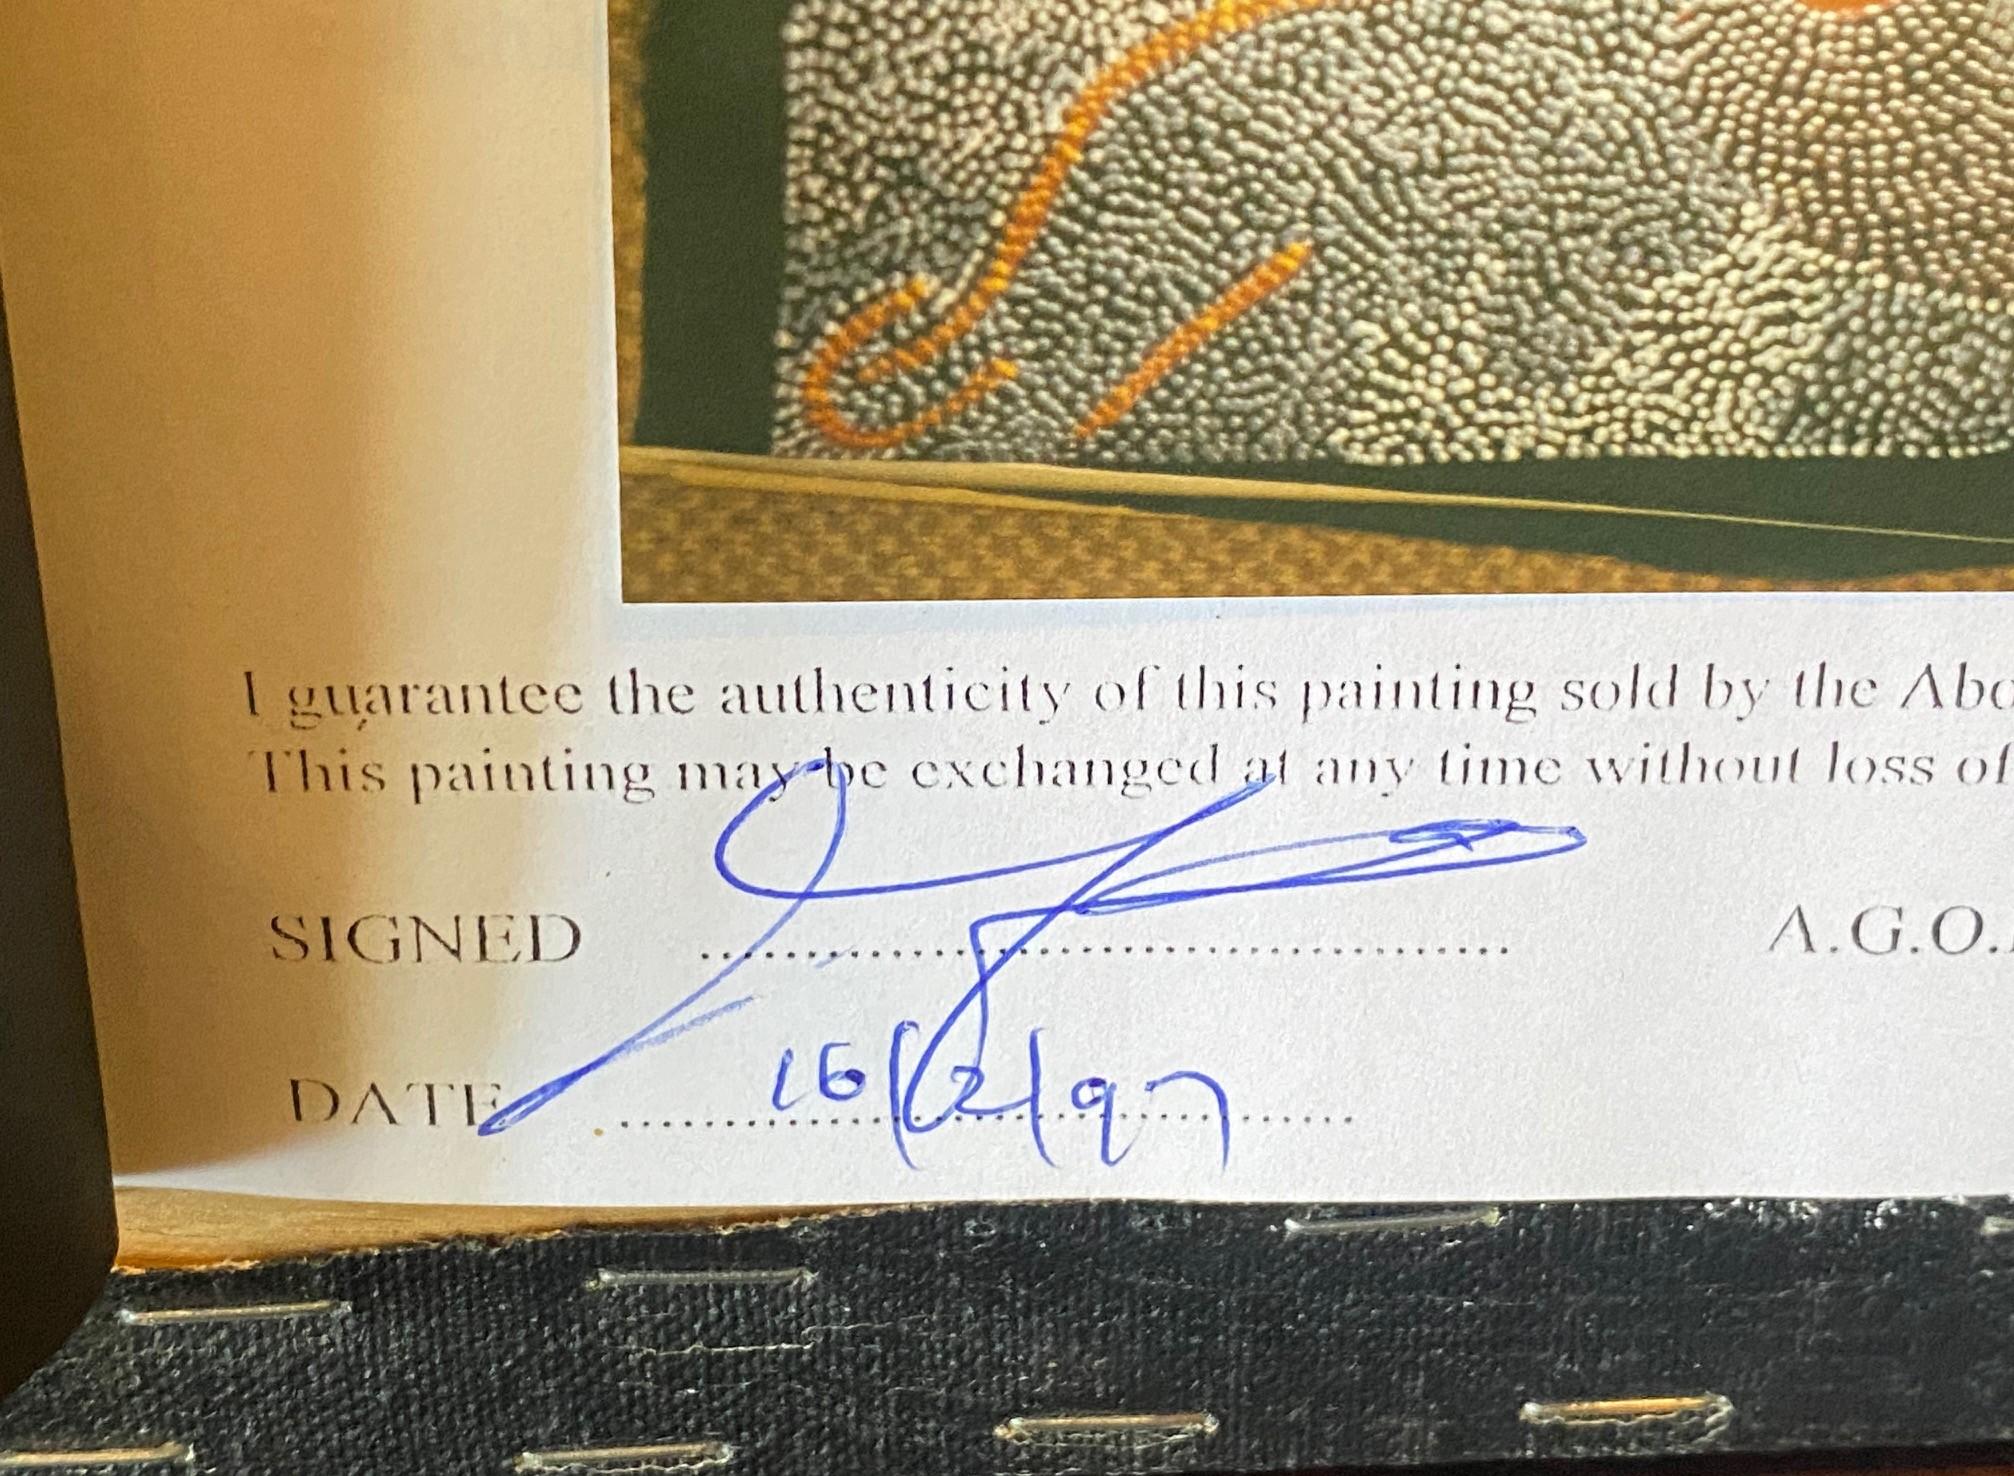 I guarantee the authenticity of this painting sold by the Abo
This painting may be exchanged at any time without loss of
SIGNED A.G.O.
DATE 16/2/97